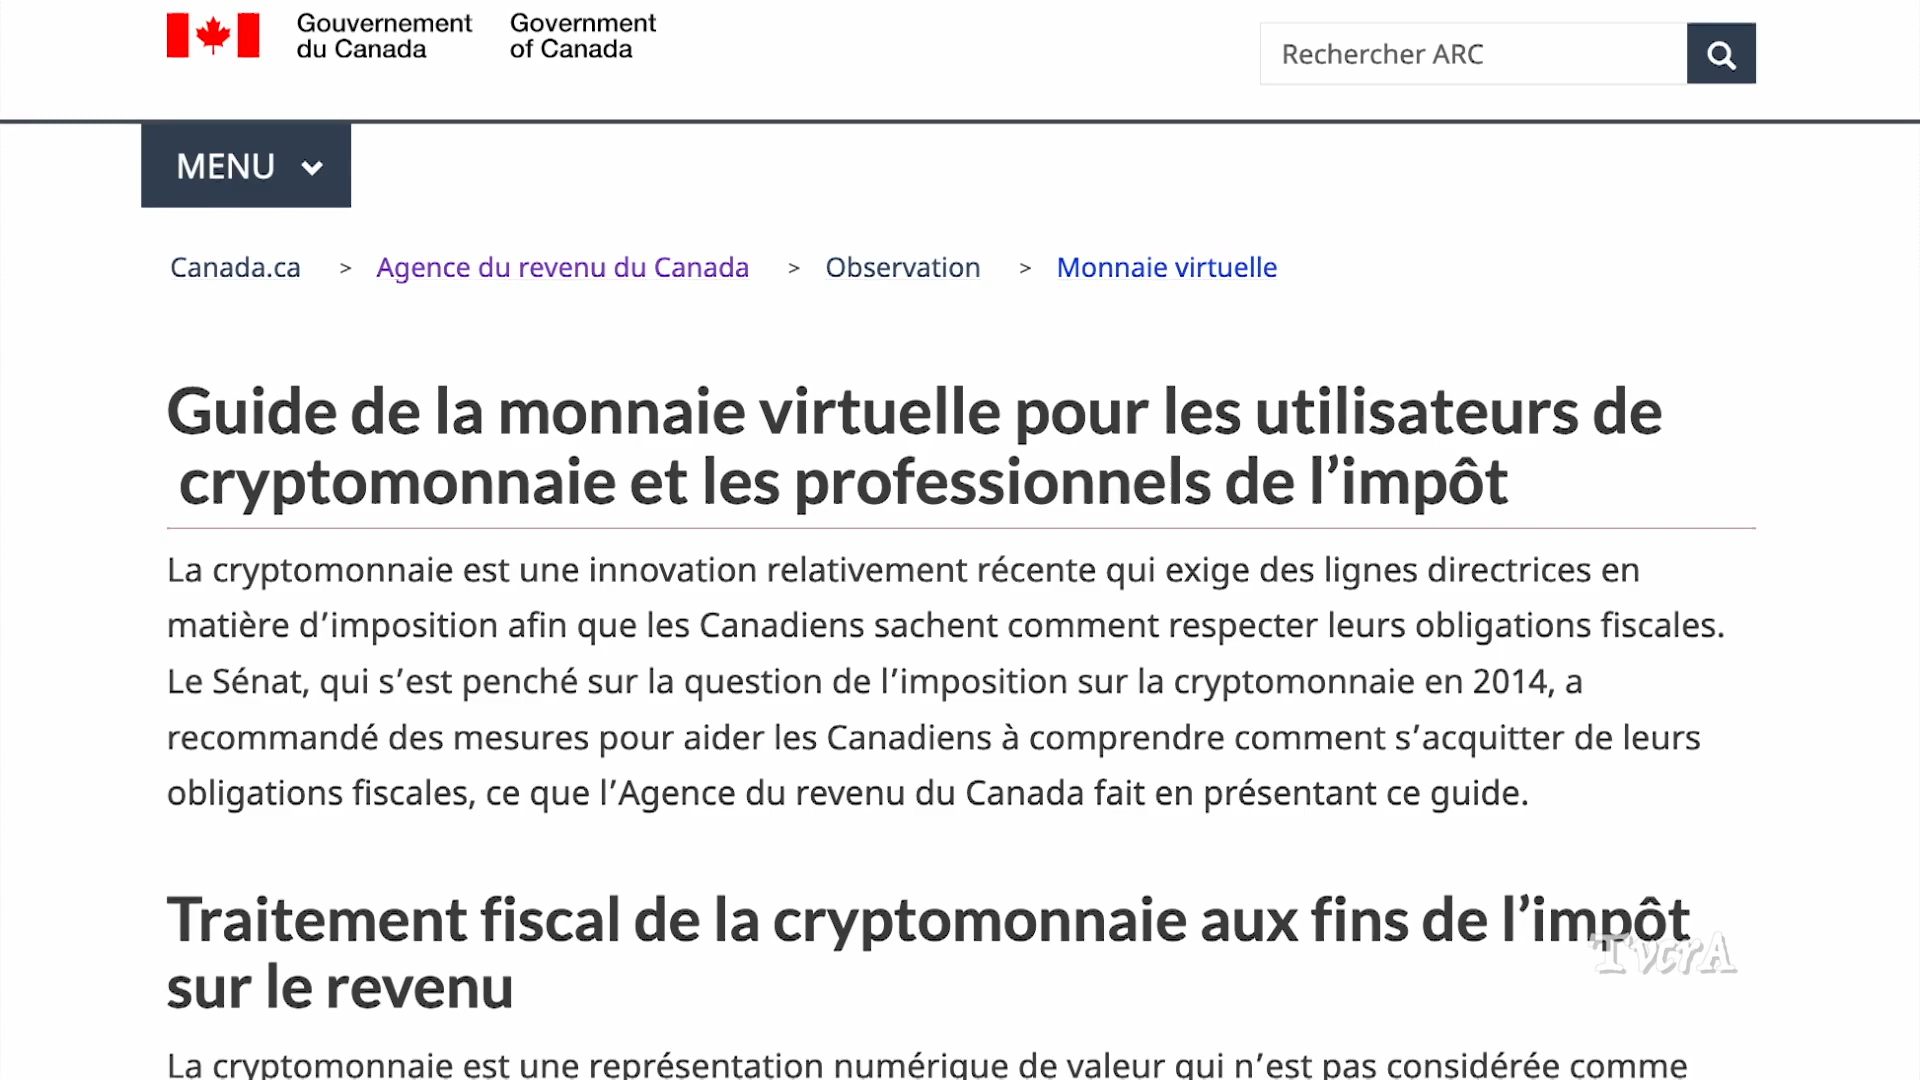 Gouvernement du Canada
Government of Canada
Rechercher ARC
MENU
Canada.ca > Agence du revenu du Canada > Observation > Monnaie virtuelle
Guide de la monnaie virtuelle pour les utilisateurs de
cryptomonnaie et les professionnels de l’impôt
La cryptomonnaie est une innovation relativement récente qui exige des lignes directrices en
matière d’imposition afin que les Canadiens sachent comment respecter leurs obligations fiscales.
Le Sénat, qui s’est penché sur la question de l’imposition sur la cryptomonnaie en 2014, a
recommandé des mesures pour aider les Canadiens à comprendre comment s’acquitter de leurs
obligations fiscales, ce que l’Agence du revenu du Canada fait en présentant ce guide.
Traitement fiscal de la cryptomonnaie aux fins de l’impôt
sur le revenu
TVCRA
La cryptomonnaie est une représentation numérique de valeur qui n’est pas considérée comme